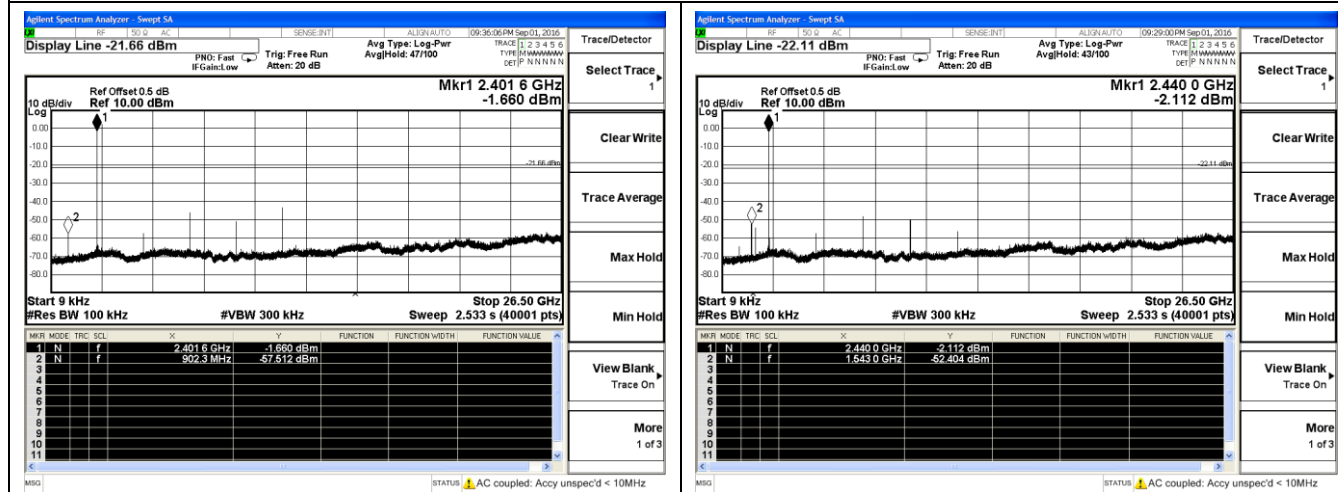 Agilent Spectrum Analyzer - Swept SA
LXI RF 50 Ω AC SENSE:INT ALIGNAUTO 09:36:06 PM Sep 01, 2016
Display Line -21.66 dBm
PNO: Fast
IFGain:Low
Trig: Free Run
Atten: 20 dB
Avg Type: Log-Pwr
Avg|Hold: 47/100
TRACE 1 2 3 4 5 6
TYPE M WWWWW
DET P N N N N N
Mkr1 2.401 6 GHz
-1.660 dBm
Ref Offset 0.5 dB
10 dB/div Ref 10.00 dBm
Log
0.00
-10.0
-20.0
-30.0
-40.0
-50.0
-60.0
-70.0
-80.0
1
2
-21.66 dBm
Start 9 kHz Stop 26.50 GHz
#Res BW 100 kHz #VBW 300 kHz Sweep 2.533 s (40001 pts)
MKR MODE TRC SCL X Y FUNCTION FUNCTION WIDTH FUNCTION VALUE
1 N f 2.401 6 GHz -1.660 dBm
2 N f 902.3 MHz -57.512 dBm
3
4
5
6
7
8
9
10
11
MSG STATUS AC coupled: Accy unspec'd < 10MHz
Trace/Detector
Select Trace
1
Clear Write
Trace Average
Max Hold
Min Hold
View Blank
Trace On
More
1 of 3
Agilent Spectrum Analyzer - Swept SA
LXI RF 50 Ω AC SENSE:INT ALIGNAUTO 09:29:00 PM Sep 01, 2016
Display Line -22.11 dBm
PNO: Fast
IFGain:Low
Trig: Free Run
Atten: 20 dB
Avg Type: Log-Pwr
Avg|Hold: 43/100
TRACE 1 2 3 4 5 6
TYPE M WWWWW
DET P N N N N N
Mkr1 2.440 0 GHz
-2.112 dBm
Ref Offset 0.5 dB
10 dB/div Ref 10.00 dBm
Log
0.00
-10.0
-20.0
-30.0
-40.0
-50.0
-60.0
-70.0
-80.0
1
2
-22.11 dBm
Start 9 kHz Stop 26.50 GHz
#Res BW 100 kHz #VBW 300 kHz Sweep 2.533 s (40001 pts)
MKR MODE TRC SCL X Y FUNCTION FUNCTION WIDTH FUNCTION VALUE
1 N f 2.440 0 GHz -2.112 dBm
2 N f 1.543 0 GHz -52.404 dBm
3
4
5
6
7
8
9
10
11
MSG STATUS AC coupled: Accy unspec'd < 10MHz
Trace/Detector
Select Trace
1
Clear Write
Trace Average
Max Hold
Min Hold
View Blank
Trace On
More
1 of 3